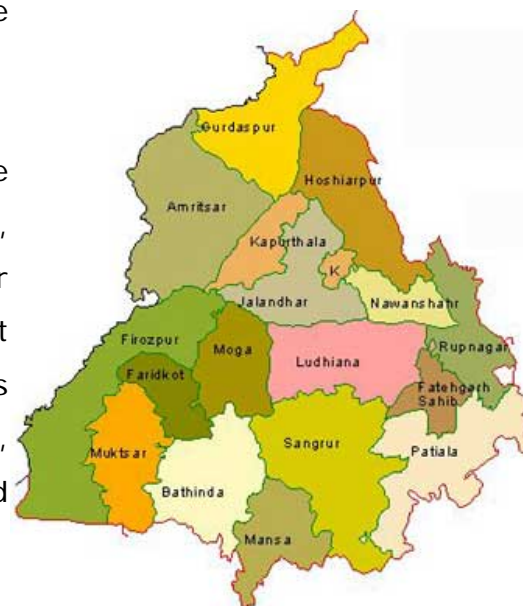 e
Gurdaspur
e
Hoshiarpur
Amritsar
,
Kapurthala
r
K
Jalandhar
Nawanshahr
t
Firozpur
Moga
Ludhiana
Rupnagar
s
Faridkot
Fatehgarh
Sahib
,
Muktsar
Sangrur
Patiala
d
Bathinda
Mansa